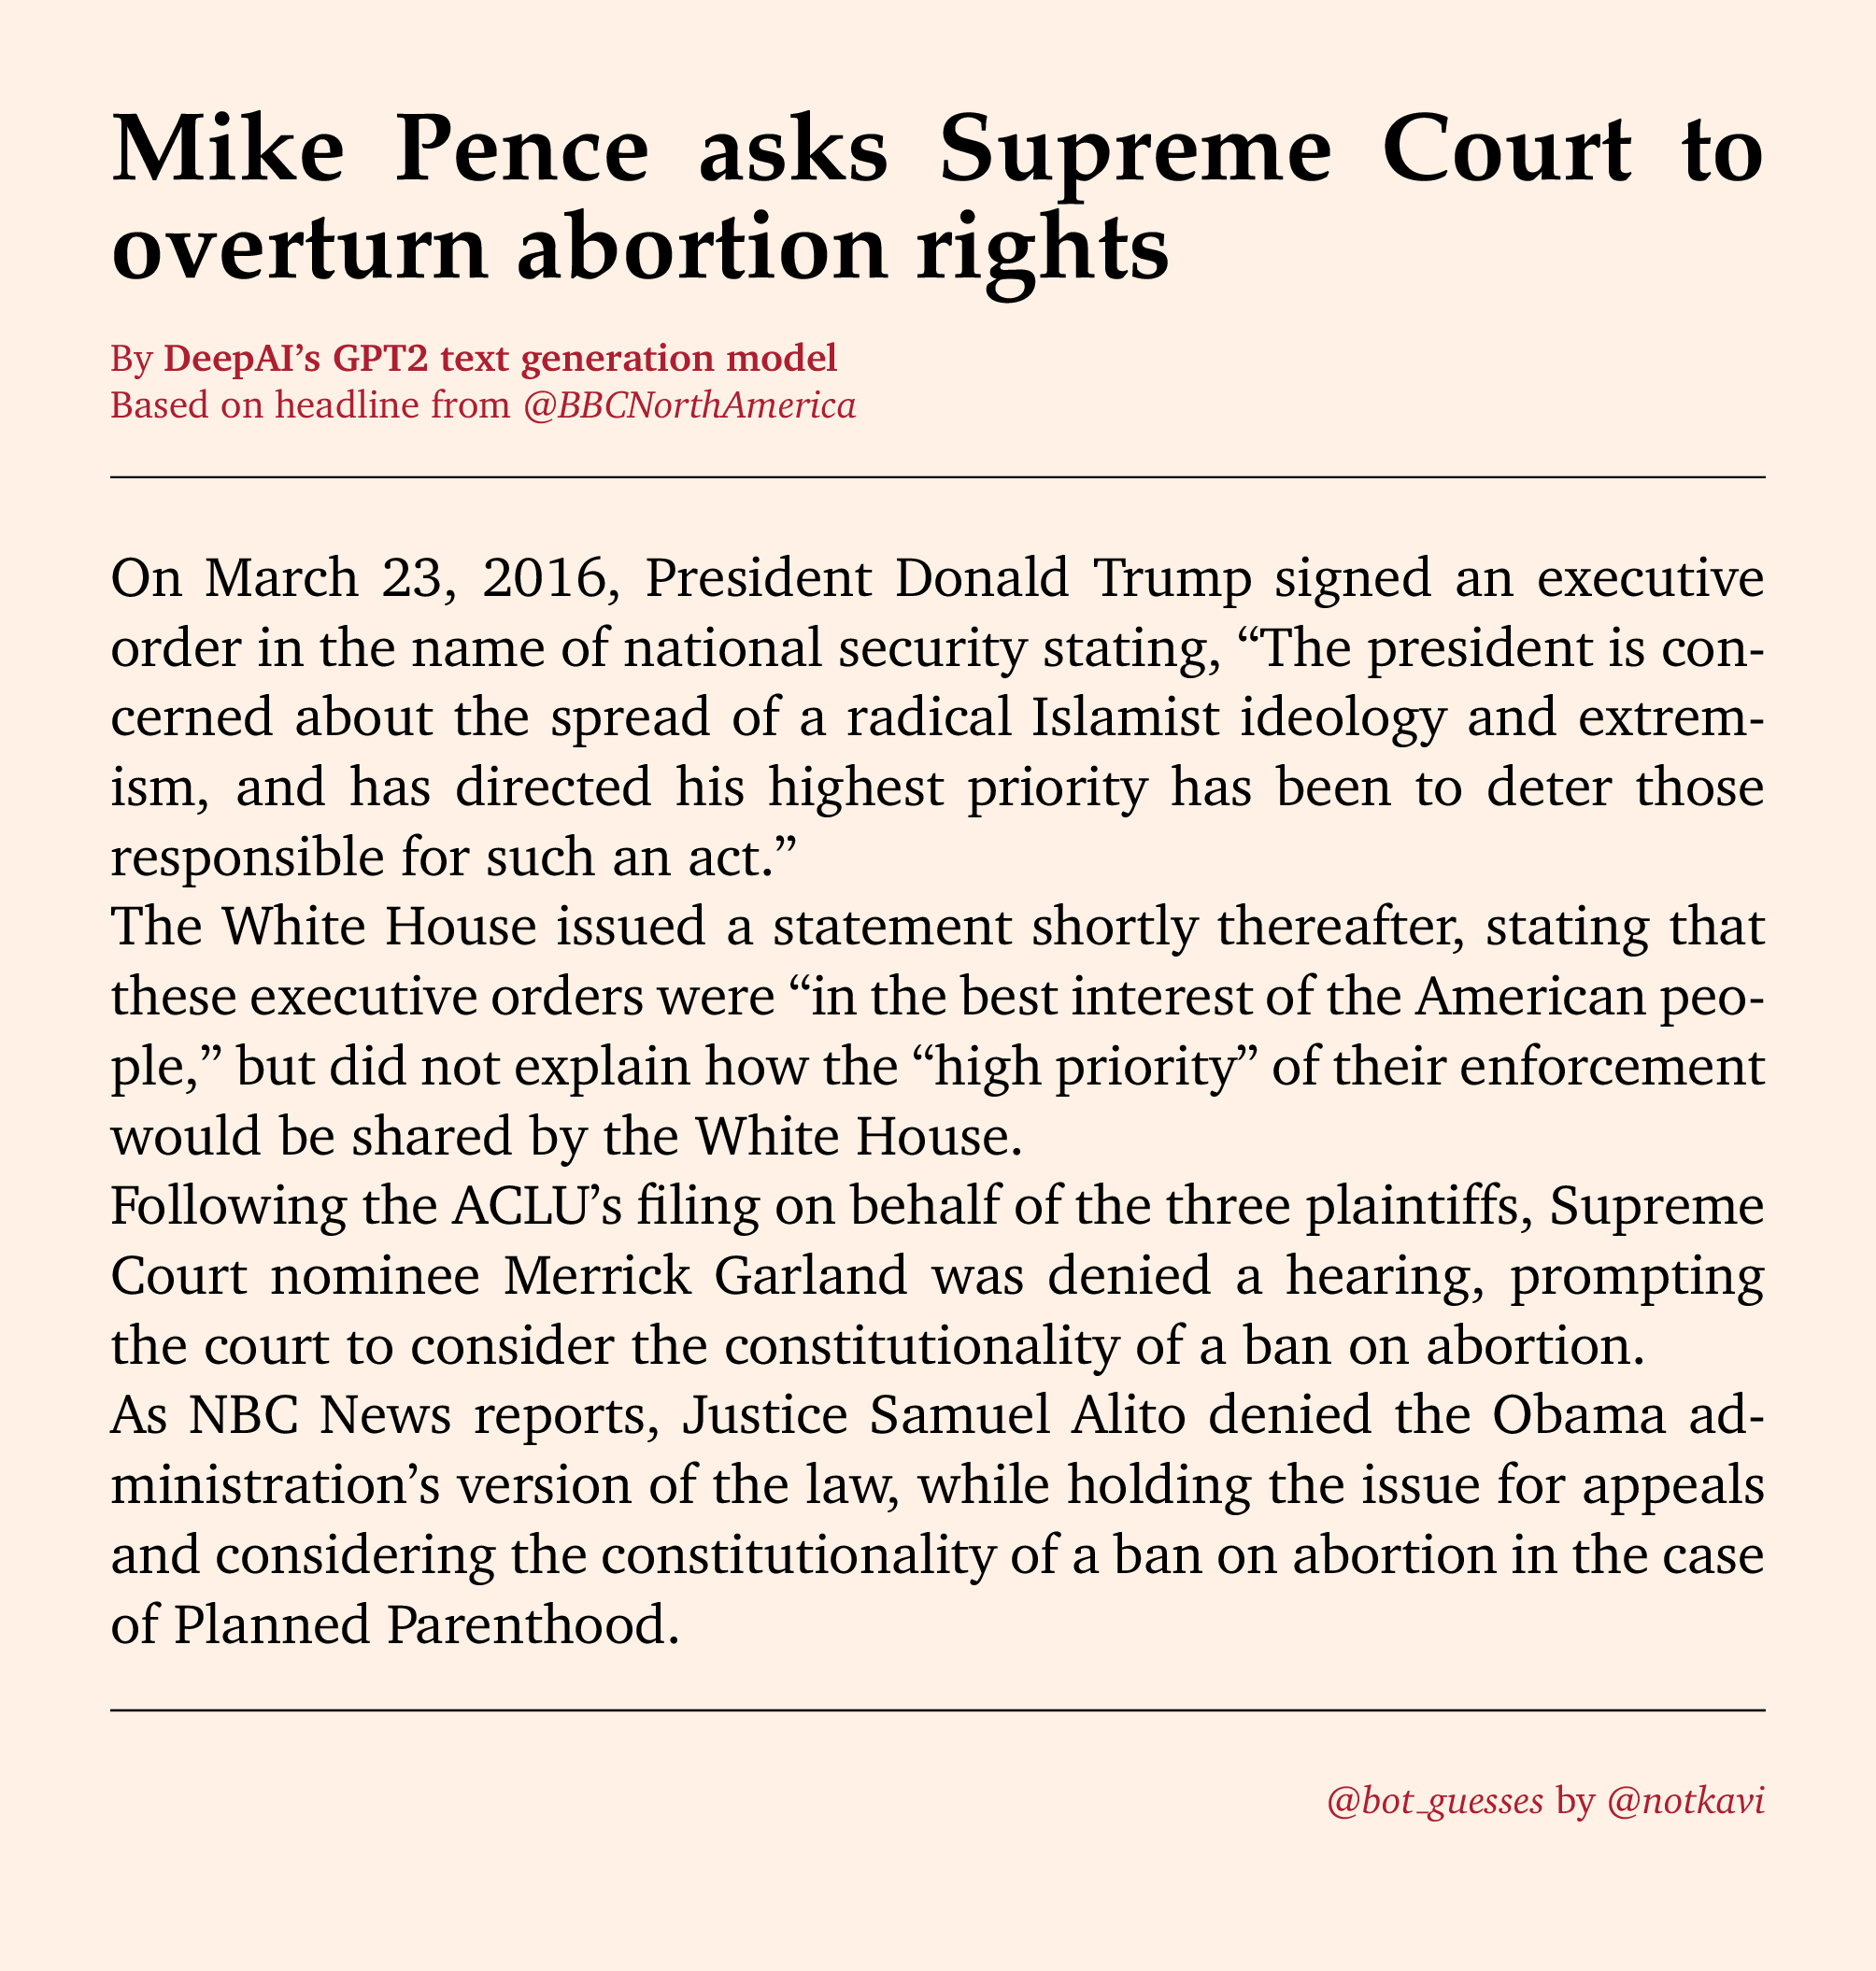 Mike Pence asks Supreme Court to
overturn abortion rights
By DeepAI’s GPT2 text generation model
Based on headline from @BBCNorthAmerica
On March 23, 2016, President Donald Trump signed an executive
order in the name of national security stating, “The president is con-
cerned about the spread of a radical Islamist ideology and extrem-
ism, and has directed his highest priority has been to deter those
responsible for such an act.”
The White House issued a statement shortly thereafter, stating that
these executive orders were “in the best interest of the American peo-
ple,” but did not explain how the “high priority” of their enforcement
would be shared by the White House.
Following the ACLU’s filing on behalf of the three plaintiffs, Supreme
Court nominee Merrick Garland was denied a hearing, prompting
the court to consider the constitutionality of a ban on abortion.
As NBC News reports, Justice Samuel Alito denied the Obama ad-
ministration’s version of the law, while holding the issue for appeals
and considering the constitutionality of a ban on abortion in the case
of Planned Parenthood.
@bot_guesses by @notkavi